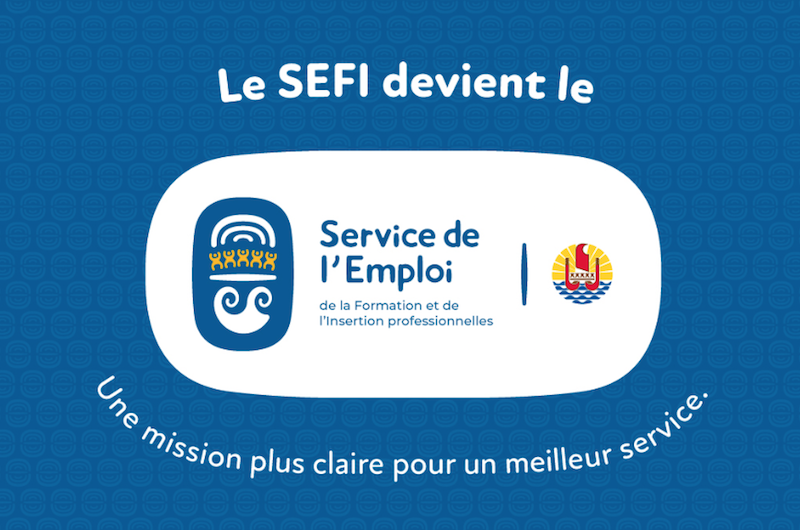 Le SEFI devient le
Service de
l'Emploi
de la Formation et de
l'Insertion professionnelles
Une mission plus claire pour un meilleur service.